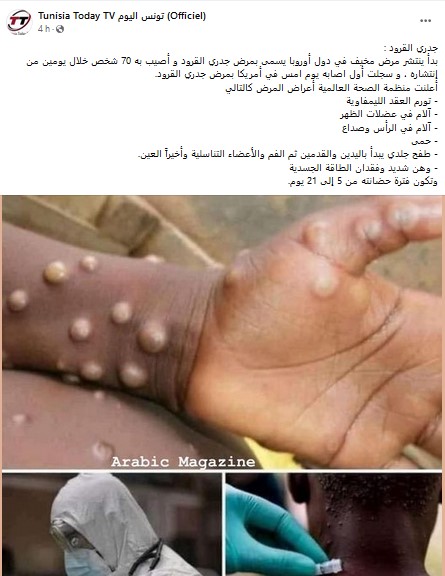 Tunisia Today TV تونس اليوم (Officiel)
4 h ·
TT
جدري القرود :
بدأ ينتشر مرض مخيف في دول أوروبا يسمى بمرض جدري القرود و أصيب به 70 شخص خلال يومين من
إنتشاره ، و سجلت أول اصابه يوم امس في أمريكا بمرض جدري القرود.
أعلنت منظمة الصحة العالمية أعراض المرض كالتالي
- تورم العقد الليمفاوية
- آلام في عضلات الظهر
- آلام في الرأس وصداع
- حمى
- طفح جلدي يبدأ باليدين والقدمين ثم الفم والأعضاء التناسلية وأخيراً العين.
- وهن شديد وفقدان الطاقة الجسدية
وتكون فترة حضانته من 5 إلى 21 يوم.
Arabic Magazine